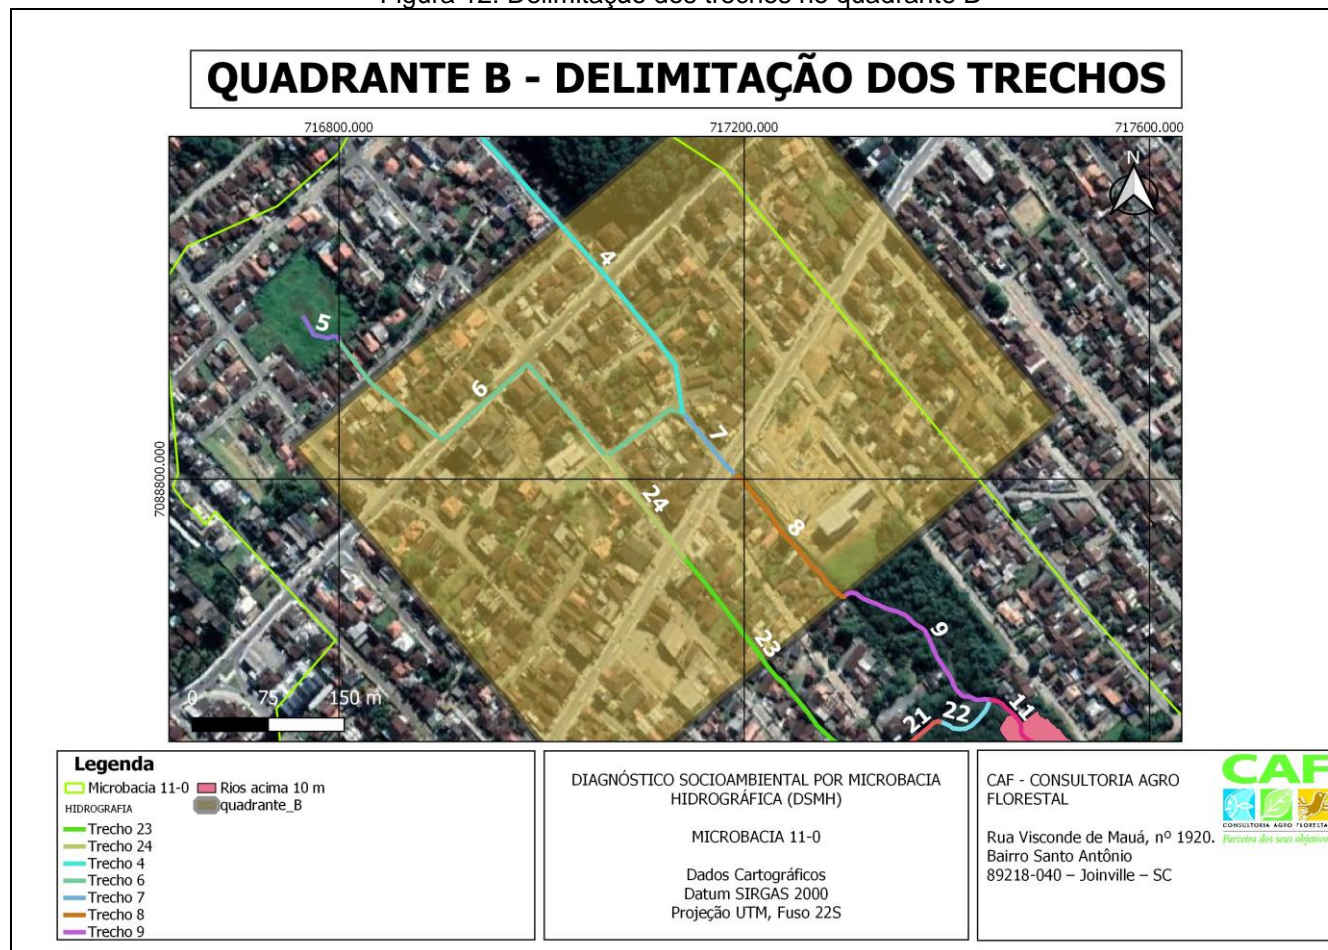 Figura 12. Delimitação dos trechos no quadrante B
QUADRANTE B - DELIMITAÇÃO DOS TRECHOS
716800.000
717200.000
717600.000
N
4
5
6
7
7088800.000
24
8
23
9
0 75 150 m
21
22
11
Legenda
Microbacia 11-0
Rios acima 10 m
HIDROGRAFIA
quadrante_B
Trecho 23
Trecho 24
Trecho 4
Trecho 6
Trecho 7
Trecho 8
Trecho 9
DIAGNÓSTICO SOCIOAMBIENTAL POR MICROBACIA
HIDROGRÁFICA (DSMH)
MICROBACIA 11-0
Dados Cartográficos
Datum SIRGAS 2000
Projeção UTM, Fuso 22S
CAF - CONSULTORIA AGRO
FLORESTAL
Rua Visconde de Mauá, nº 1920.
Bairro Santo Antônio
89218-040 – Joinville – SC
CAF
CONSULTORIA AGRO FLORESTAL
Parceira dos seus objetivos